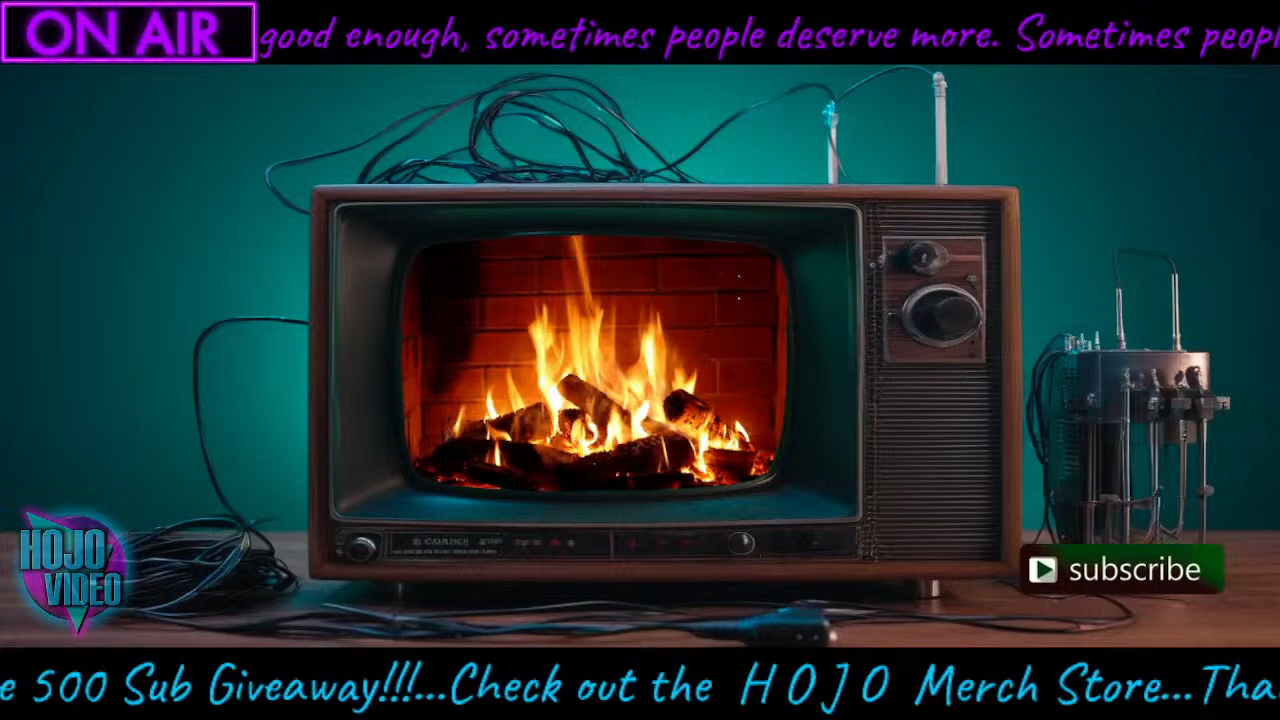 ON AIR
good enough, sometimes people deserve more. Sometimes peopl
HOJO
VIDEO
subscribe
e 500 Sub Giveaway!!!...Check out the HOJO Merch Store...Tha